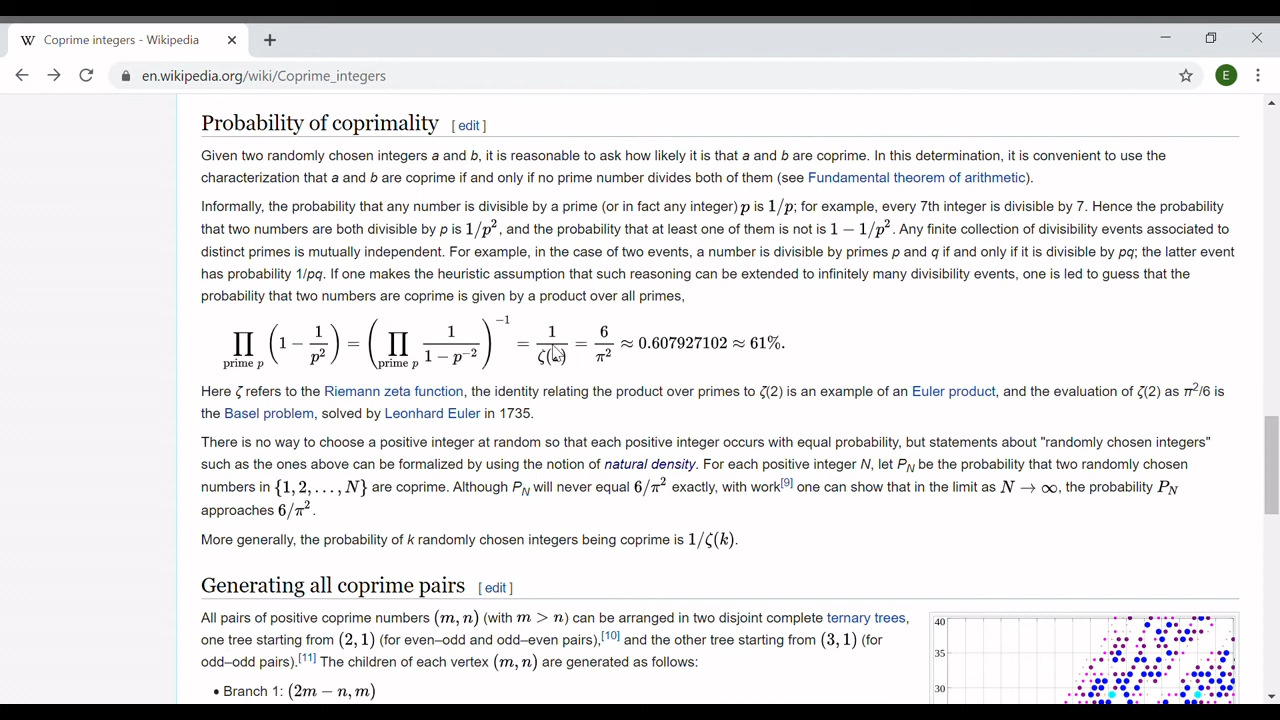 W Coprime integers - Wikipedia
en.wikipedia.org/wiki/Coprime_integers
E
Probability of coprimality [ edit ]
Given two randomly chosen integers a and b, it is reasonable to ask how likely it is that a and b are coprime. In this determination, it is convenient to use the
characterization that a and b are coprime if and only if no prime number divides both of them (see Fundamental theorem of arithmetic).
Informally, the probability that any number is divisible by a prime (or in fact any integer) p is 1/p; for example, every 7th integer is divisible by 7. Hence the probability
that two numbers are both divisible by p is 1/p², and the probability that at least one of them is not is 1 − 1/p². Any finite collection of divisibility events associated to
distinct primes is mutually independent. For example, in the case of two events, a number is divisible by primes p and q if and only if it is divisible by pq; the latter event
has probability 1/pq. If one makes the heuristic assumption that such reasoning can be extended to infinitely many divisibility events, one is led to guess that the
probability that two numbers are coprime is given by a product over all primes,
∏ prime p (1 − 1/p²) = (∏ prime p 1/(1 − p⁻²))⁻¹ = 1/ζ(2) = 6/π² ≈ 0.607927102 ≈ 61%.
Here ζ refers to the Riemann zeta function, the identity relating the product over primes to ζ(2) is an example of an Euler product, and the evaluation of ζ(2) as π²/6 is
the Basel problem, solved by Leonhard Euler in 1735.
There is no way to choose a positive integer at random so that each positive integer occurs with equal probability, but statements about "randomly chosen integers"
such as the ones above can be formalized by using the notion of natural density. For each positive integer N, let P_N be the probability that two randomly chosen
numbers in {1, 2, …, N} are coprime. Although P_N will never equal 6/π² exactly, with work[9] one can show that in the limit as N → ∞, the probability P_N
approaches 6/π².
More generally, the probability of k randomly chosen integers being coprime is 1/ζ(k).
Generating all coprime pairs [ edit ]
All pairs of positive coprime numbers (m, n) (with m > n) can be arranged in two disjoint complete ternary trees,
one tree starting from (2, 1) (for even–odd and odd–even pairs),[10] and the other tree starting from (3, 1) (for
odd–odd pairs).[11] The children of each vertex (m, n) are generated as follows:
• Branch 1: (2m − n, m)
40
35
30